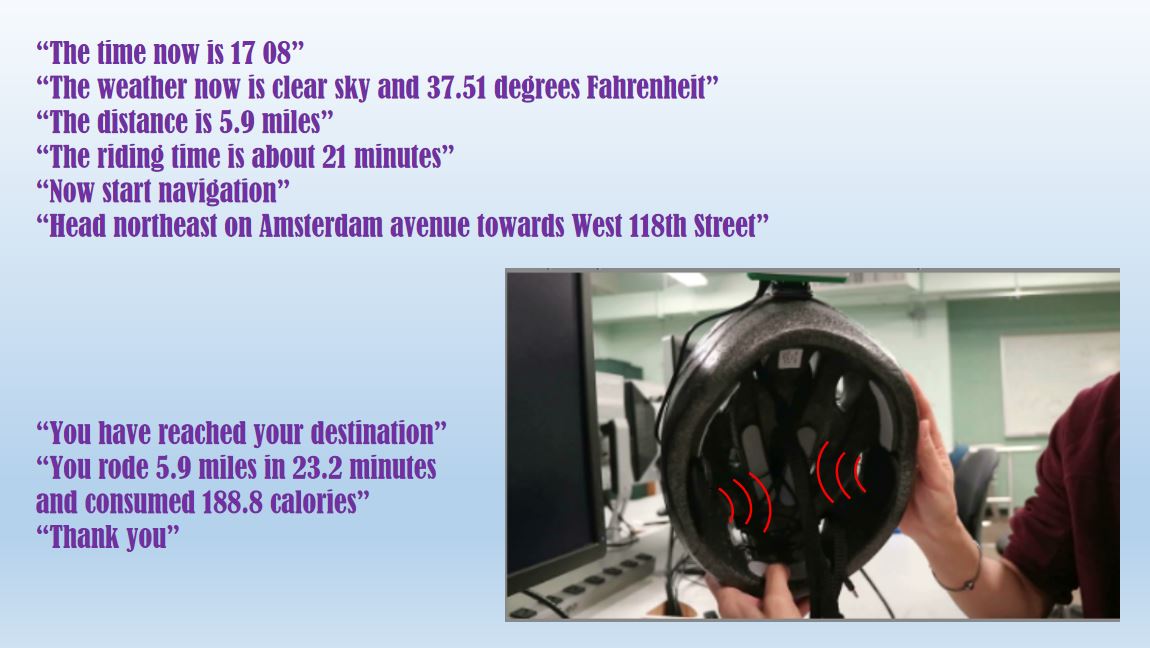 “The time now is 17 08”
“The weather now is clear sky and 37.51 degrees Fahrenheit”
“The distance is 5.9 miles”
“The riding time is about 21 minutes”
“Now start navigation”
“Head northeast on Amsterdam avenue towards West 118th Street”
“You have reached your destination”
“You rode 5.9 miles in 23.2 minutes
and consumed 188.8 calories”
“Thank you”